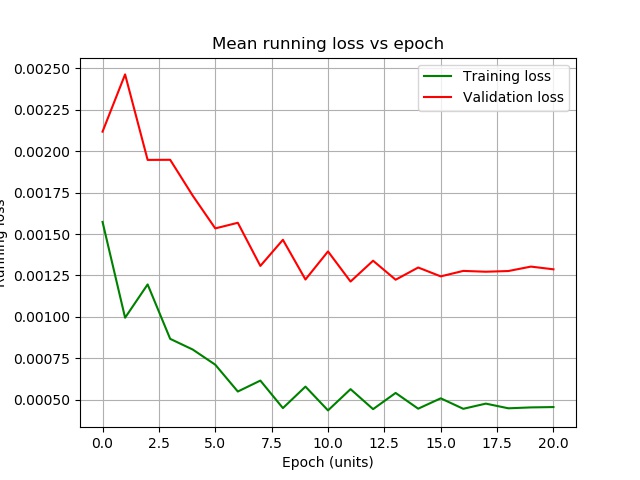 Mean running loss vs epoch
Training loss
Validation loss
0.00250
0.00225
0.00200
0.00175
0.00150
0.00125
0.00100
0.00075
0.00050
Running loss
0.0 2.5 5.0 7.5 10.0 12.5 15.0 17.5 20.0
Epoch (units)